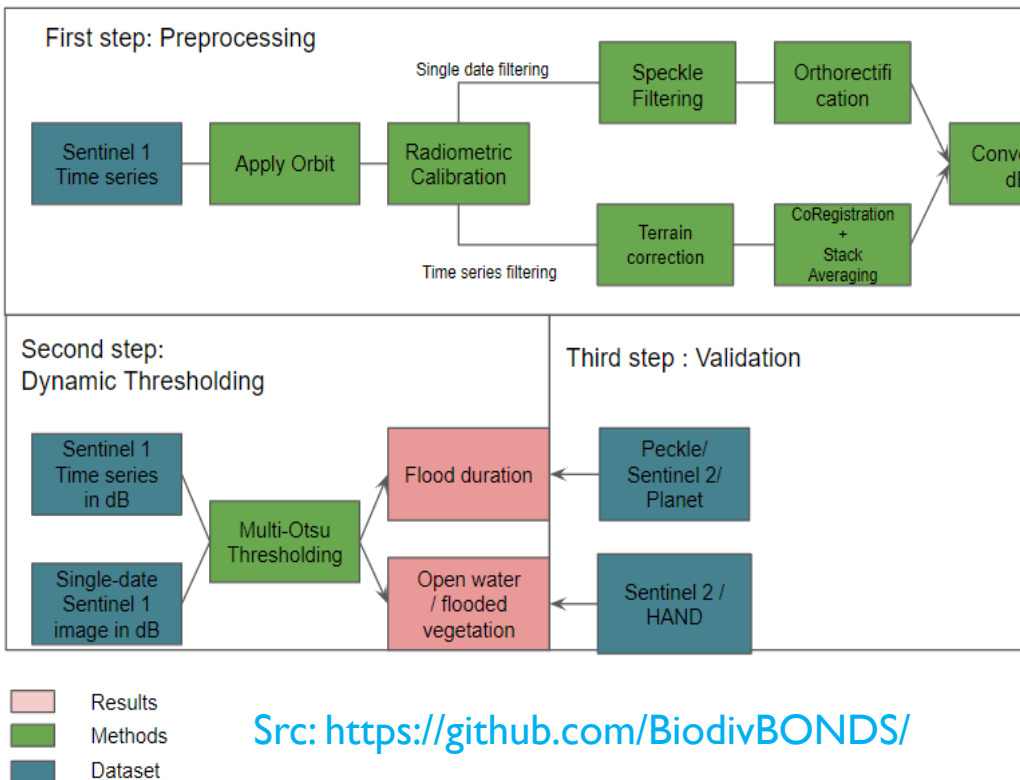 First step: Preprocessing
Single date filtering
Speckle
Filtering
Orthorectifi
cation
Sentinel 1
Time series
Apply Orbit
Radiometric
Calibration
Time series filtering
Terrain
correction
CoRegistration
+
Stack
Averaging
Second step:
Dynamic Thresholding
Sentinel 1
Time series
in dB
Single-date
Sentinel 1
image in dB
Multi-Otsu
Thresholding
Flood duration
Open water
/ flooded
vegetation
Third step : Validation
Peckle/
Sentinel 2/
Planet
Sentinel 2 /
HAND
Results
Methods
Dataset
Src: https://github.com/BiodivBONDS/